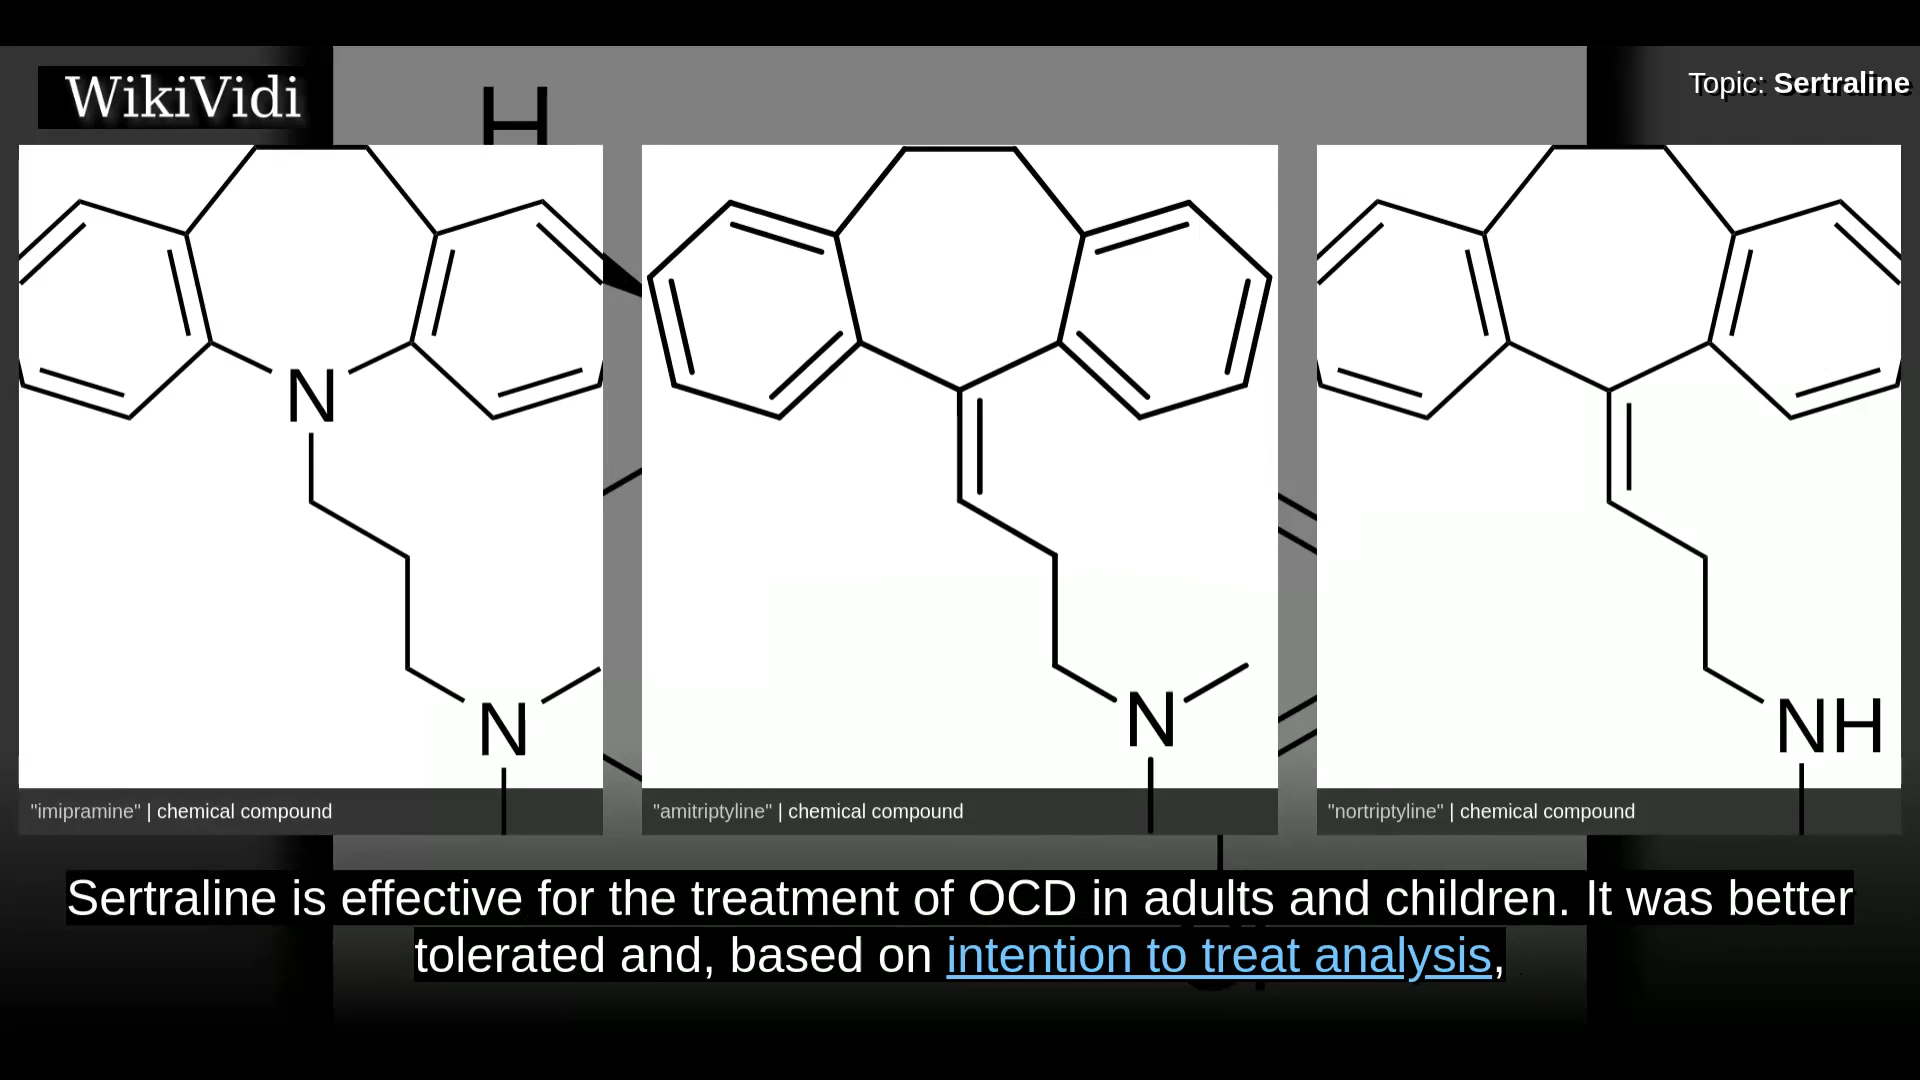 WikiVidi
Topic: Sertraline
H
N
N
N
NH
"imipramine" | chemical compound
"amitriptyline" | chemical compound
"nortriptyline" | chemical compound
Sertraline is effective for the treatment of OCD in adults and children. It was better
tolerated and, based on intention to treat analysis,